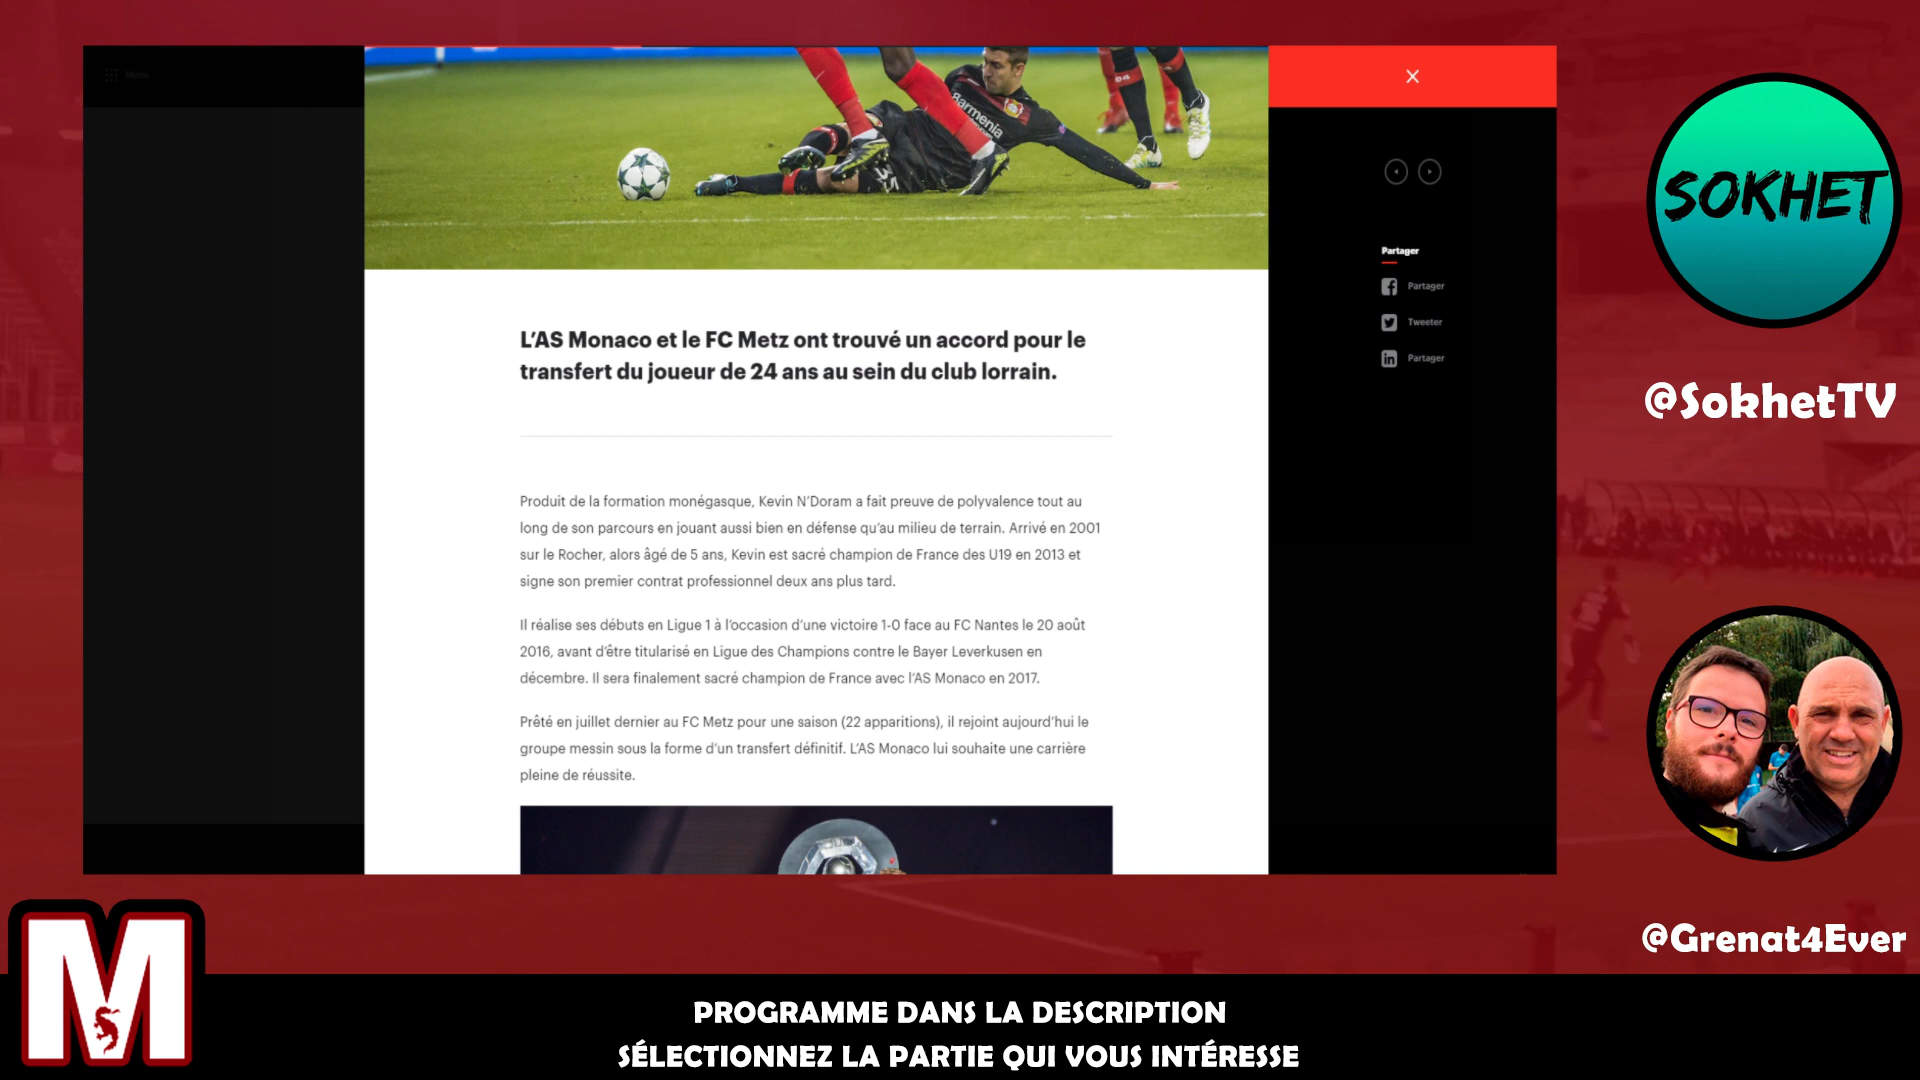 Menu
Barmenia
04
35
L'AS Monaco et le FC Metz ont trouvé un accord pour le
transfert du joueur de 24 ans au sein du club lorrain.
Produit de la formation monégasque, Kevin N'Doram a fait preuve de polyvalence tout au
long de son parcours en jouant aussi bien en défense qu'au milieu de terrain. Arrivé en 2001
sur le Rocher, alors âgé de 5 ans, Kevin est sacré champion de France des U19 en 2013 et
signe son premier contrat professionnel deux ans plus tard.
Il réalise ses débuts en Ligue 1 à l'occasion d'une victoire 1-0 face au FC Nantes le 20 août
2016, avant d'être titularisé en Ligue des Champions contre le Bayer Leverkusen en
décembre. Il sera finalement sacré champion de France avec l'AS Monaco en 2017.
Prêté en juillet dernier au FC Metz pour une saison (22 apparitions), il rejoint aujourd'hui le
groupe messin sous la forme d'un transfert définitif. L'AS Monaco lui souhaite une carrière
pleine de réussite.
Partager
Partager
Tweeter
Partager
SOKHET
@SokhetTV
@Grenat4Ever
M
PROGRAMME DANS LA DESCRIPTION
SÉLECTIONNEZ LA PARTIE QUI VOUS INTÉRESSE